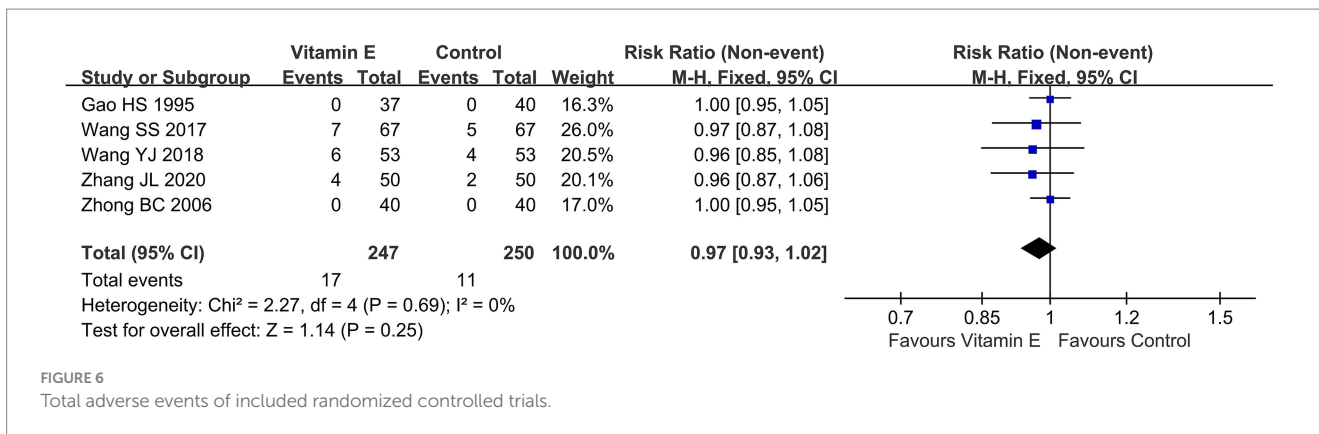 Vitamin E Control Risk Ratio (Non-event) Risk Ratio (Non-event)
Study or Subgroup Events Total Events Total Weight M-H, Fixed, 95% CI M-H, Fixed, 95% CI
Gao HS 1995 0 37 0 40 16.3% 1.00 [0.95, 1.05]
Wang SS 2017 7 67 5 67 26.0% 0.97 [0.87, 1.08]
Wang YJ 2018 6 53 4 53 20.5% 0.96 [0.85, 1.08]
Zhang JL 2020 4 50 2 50 20.1% 0.96 [0.87, 1.06]
Zhong BC 2006 0 40 0 40 17.0% 1.00 [0.95, 1.05]
Total (95% CI) 247 250 100.0% 0.97 [0.93, 1.02]
Total events 17 11
Heterogeneity: Chi² = 2.27, df = 4 (P = 0.69); I² = 0%
Test for overall effect: Z = 1.14 (P = 0.25)
0.7 0.85 1 1.2 1.5
Favours Vitamin E Favours Control
FIGURE 6
Total adverse events of included randomized controlled trials.